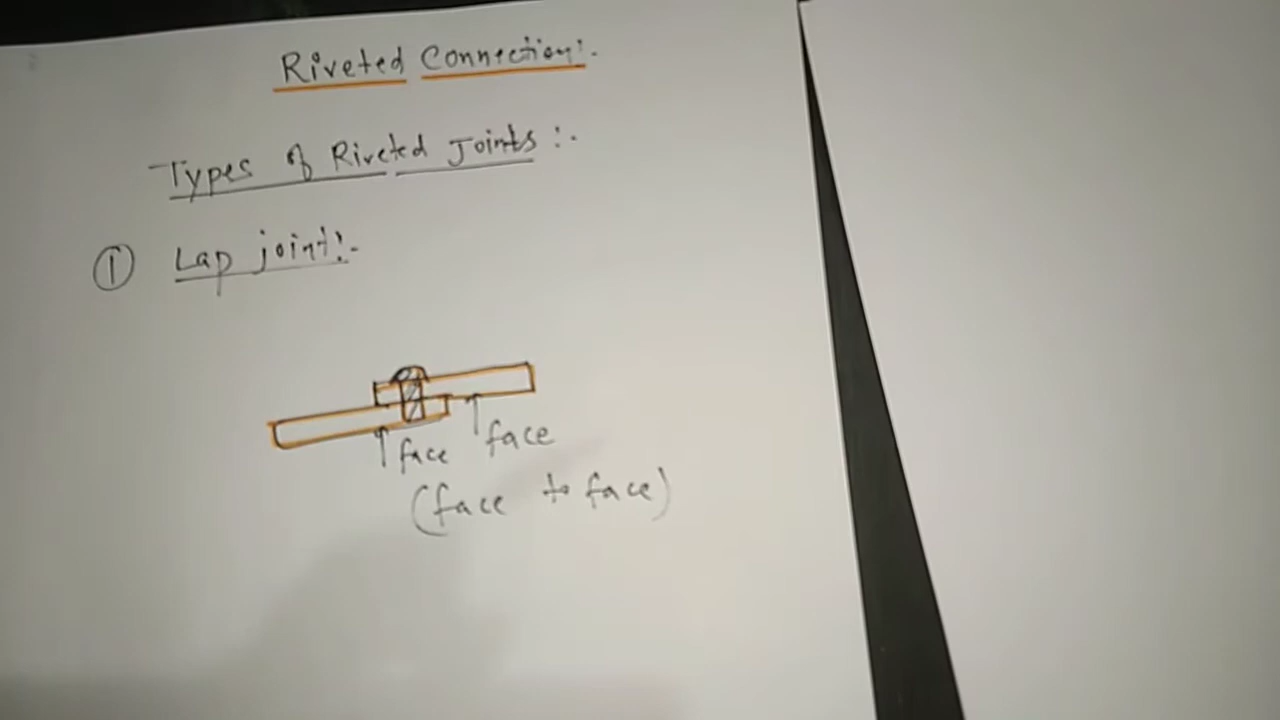 Riveted Connection:-
Types of Riveted Joints:-
① Lap joint:-
face face
(face to face)